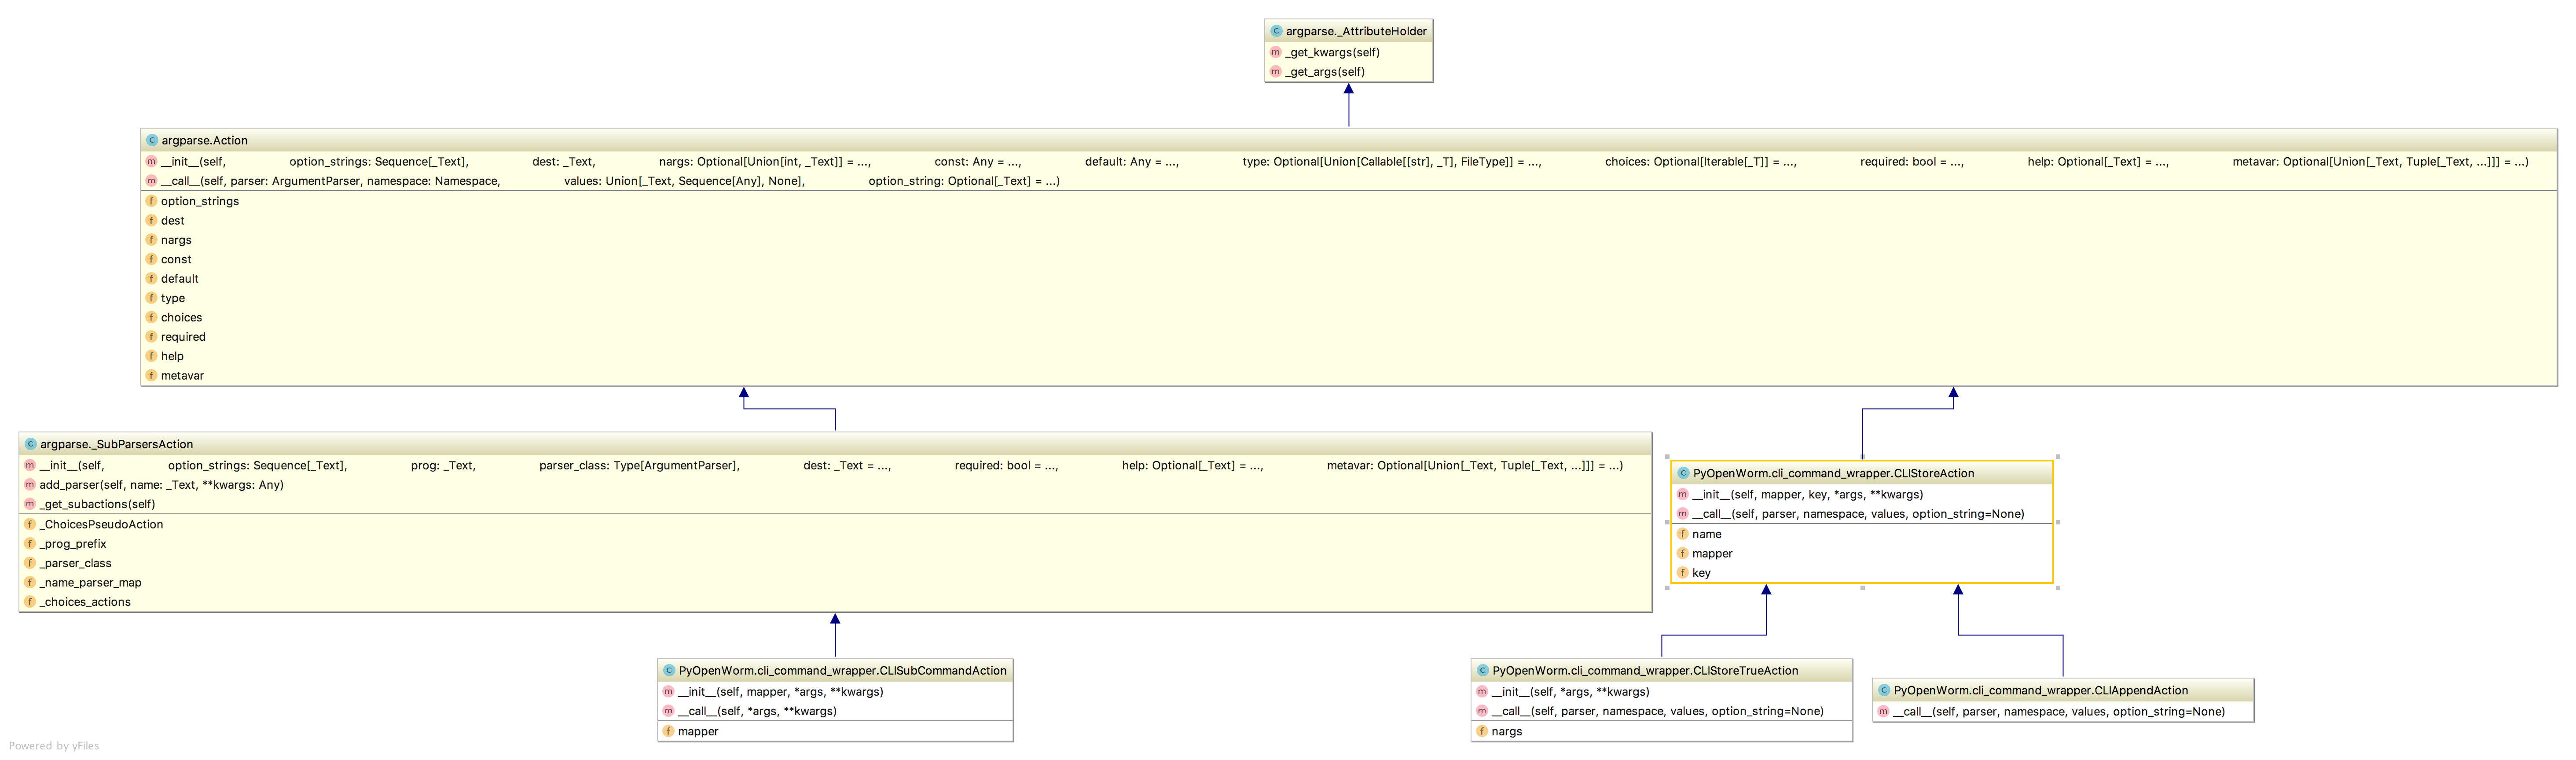 argparse._AttributeHolder
_get_kwargs(self)
_get_args(self)
argparse.Action
__init__(self, option_strings: Sequence[_Text], dest: _Text, nargs: Optional[Union[int, _Text]] = ..., const: Any = ..., default: Any = ..., type: Optional[Union[Callable[[str], _T], FileType]] = ..., choices: Optional[Iterable[_T]] = ..., required: bool = ..., help: Optional[_Text] = ..., metavar: Optional[Union[_Text, Tuple[_Text, ...]]] = ...)
__call__(self, parser: ArgumentParser, namespace: Namespace, values: Union[_Text, Sequence[Any], None], option_string: Optional[_Text] = ...)
option_strings
dest
nargs
const
default
type
choices
required
help
metavar
argparse._SubParsersAction
__init__(self, option_strings: Sequence[_Text], prog: _Text, parser_class: Type[ArgumentParser], dest: _Text = ..., required: bool = ..., help: Optional[_Text] = ..., metavar: Optional[Union[_Text, Tuple[_Text, ...]]] = ...)
add_parser(self, name: _Text, **kwargs: Any)
_get_subactions(self)
_ChoicesPseudoAction
_prog_prefix
_parser_class
_name_parser_map
_choices_actions
PyOpenWorm.cli_command_wrapper.CLIStoreAction
__init__(self, mapper, key, *args, **kwargs)
__call__(self, parser, namespace, values, option_string=None)
name
mapper
key
PyOpenWorm.cli_command_wrapper.CLISubCommandAction
__init__(self, mapper, *args, **kwargs)
__call__(self, *args, **kwargs)
mapper
PyOpenWorm.cli_command_wrapper.CLIStoreTrueAction
__init__(self, *args, **kwargs)
__call__(self, parser, namespace, values, option_string=None)
nargs
PyOpenWorm.cli_command_wrapper.CLIAppendAction
__call__(self, parser, namespace, values, option_string=None)
Powered by yFiles